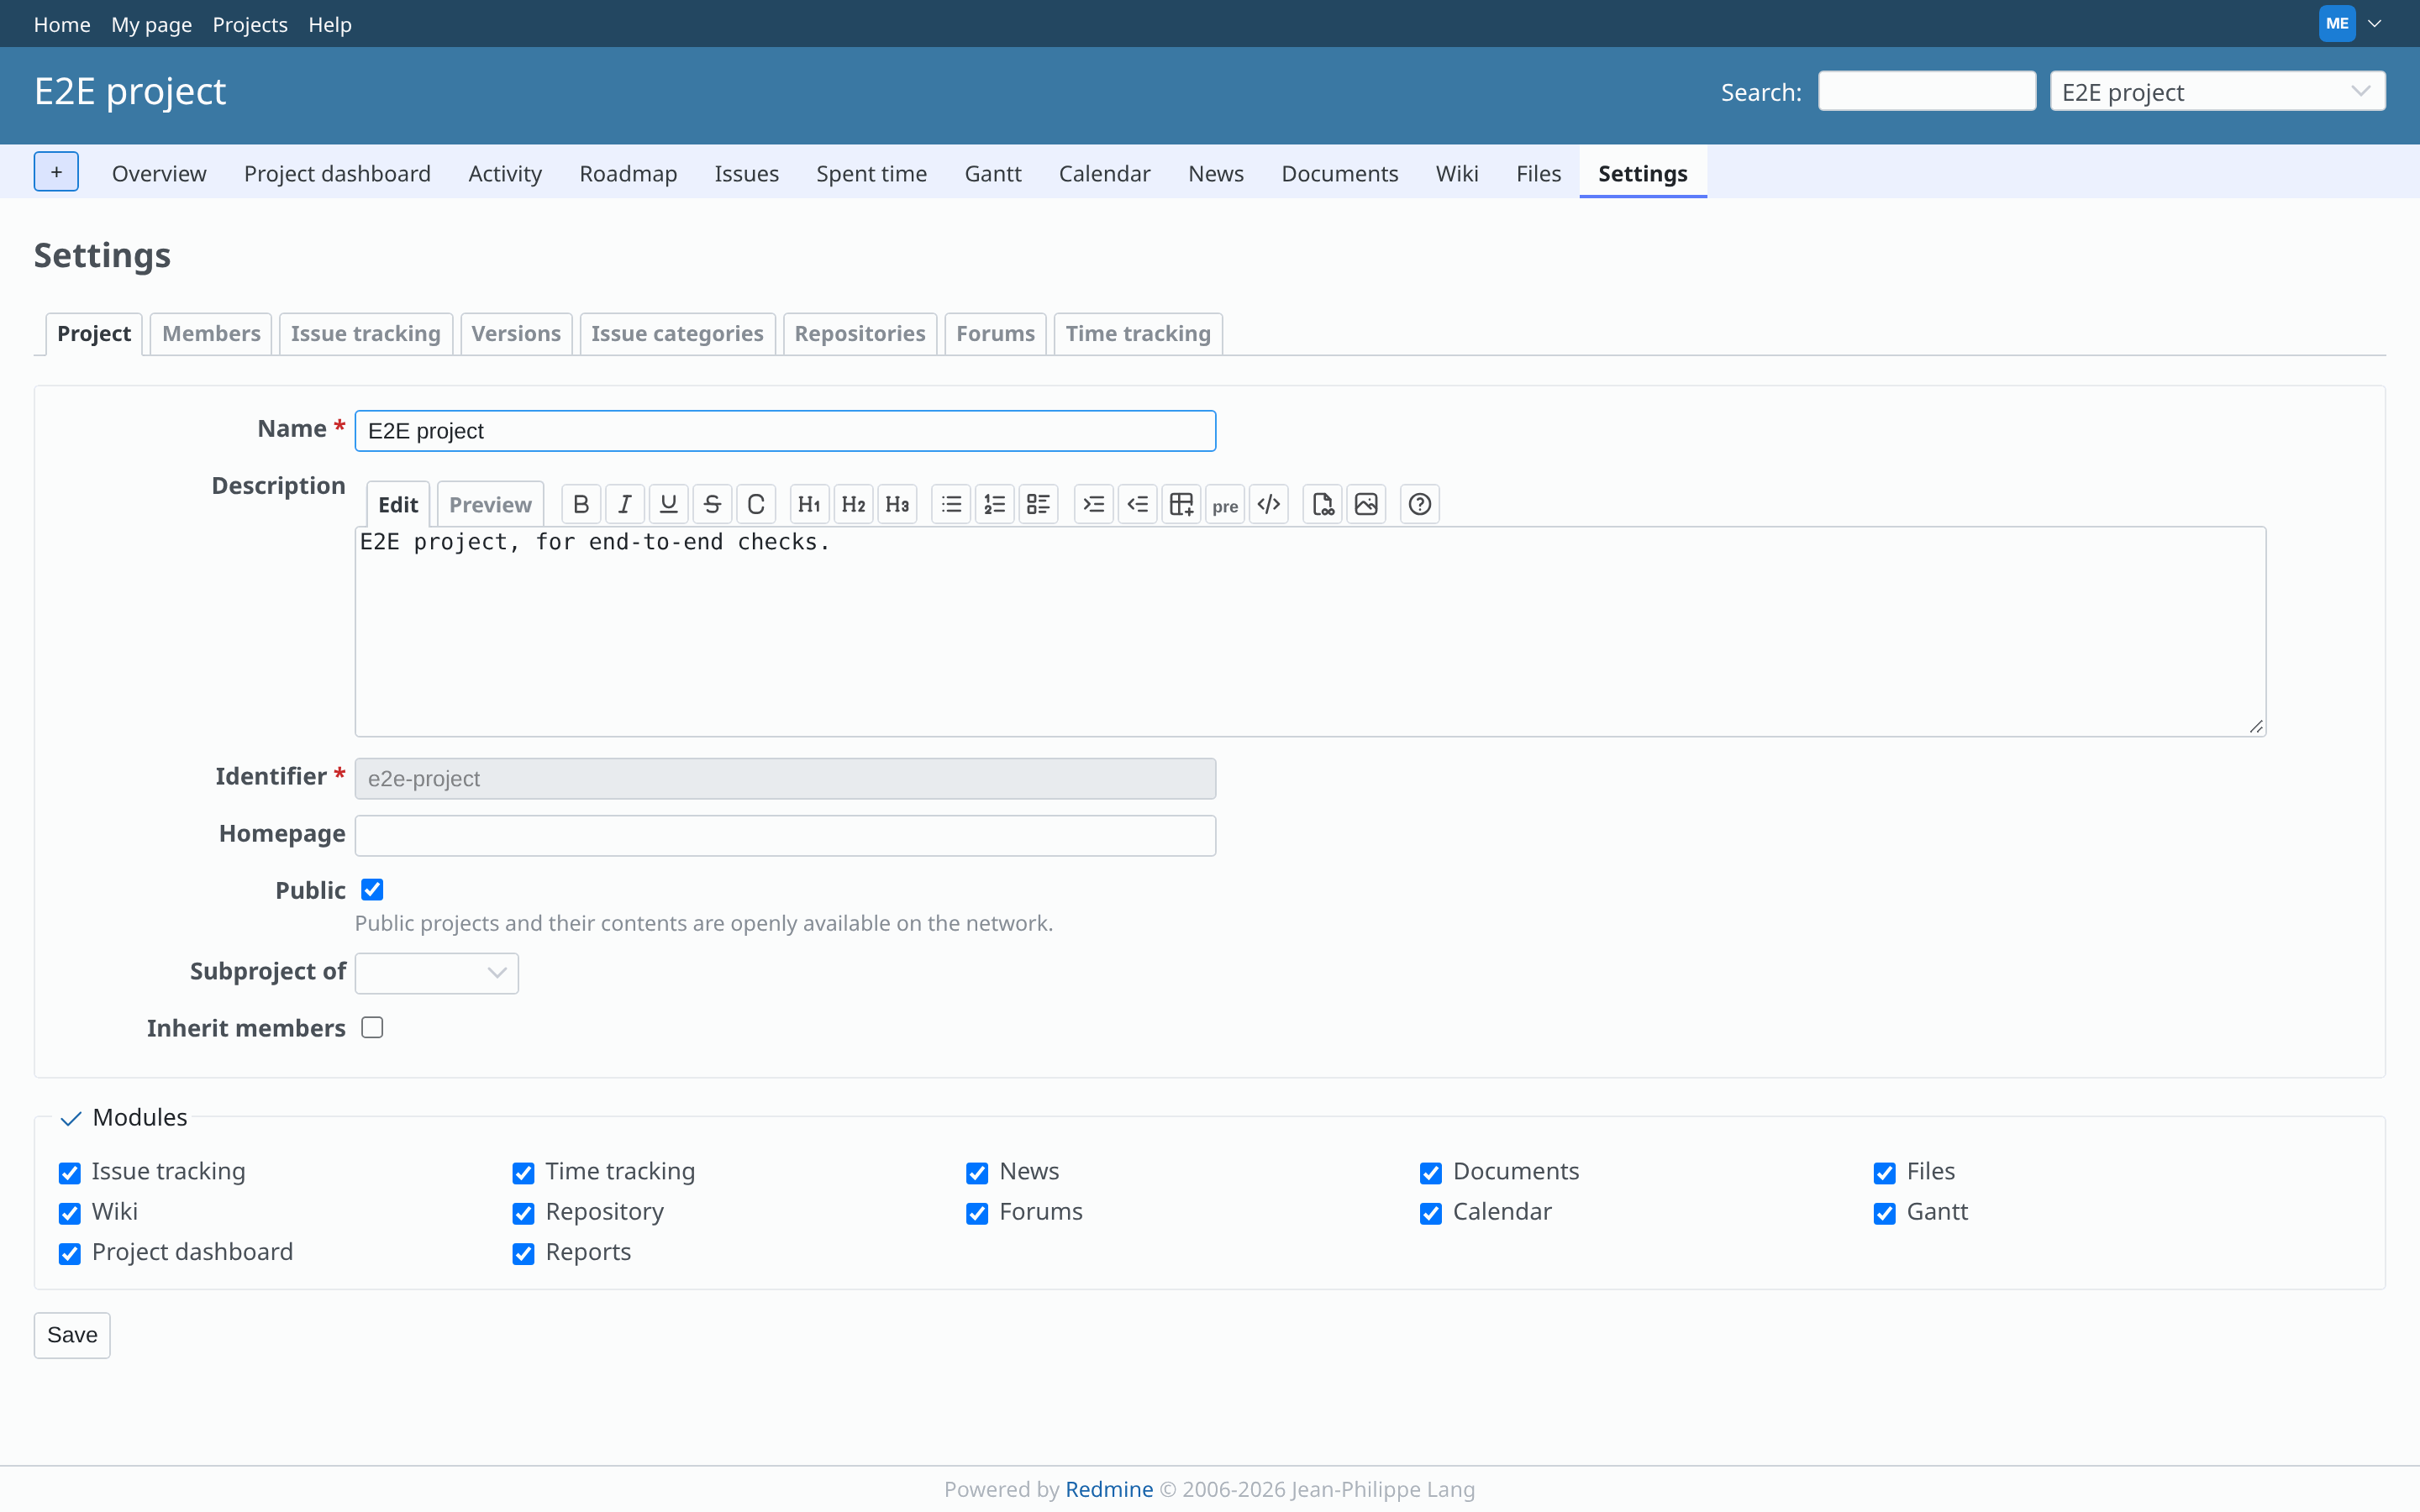 Home My page Projects Help ME
E2E project Search: E2E project
+ Overview Project dashboard Activity Roadmap Issues Spent time Gantt Calendar News Documents Wiki Files Settings
Settings
Project Members Issue tracking Versions Issue categories Repositories Forums Time tracking
Name * E2E project
Description Edit Preview B I U S C H1 H2 H3 pre
E2E project, for end-to-end checks.
Identifier * e2e-project
Homepage
Public
Public projects and their contents are openly available on the network.
Subproject of
Inherit members
Modules
Issue tracking Time tracking News Documents Files
Wiki Repository Forums Calendar Gantt
Project dashboard Reports
Save
Powered by Redmine © 2006-2026 Jean-Philippe Lang